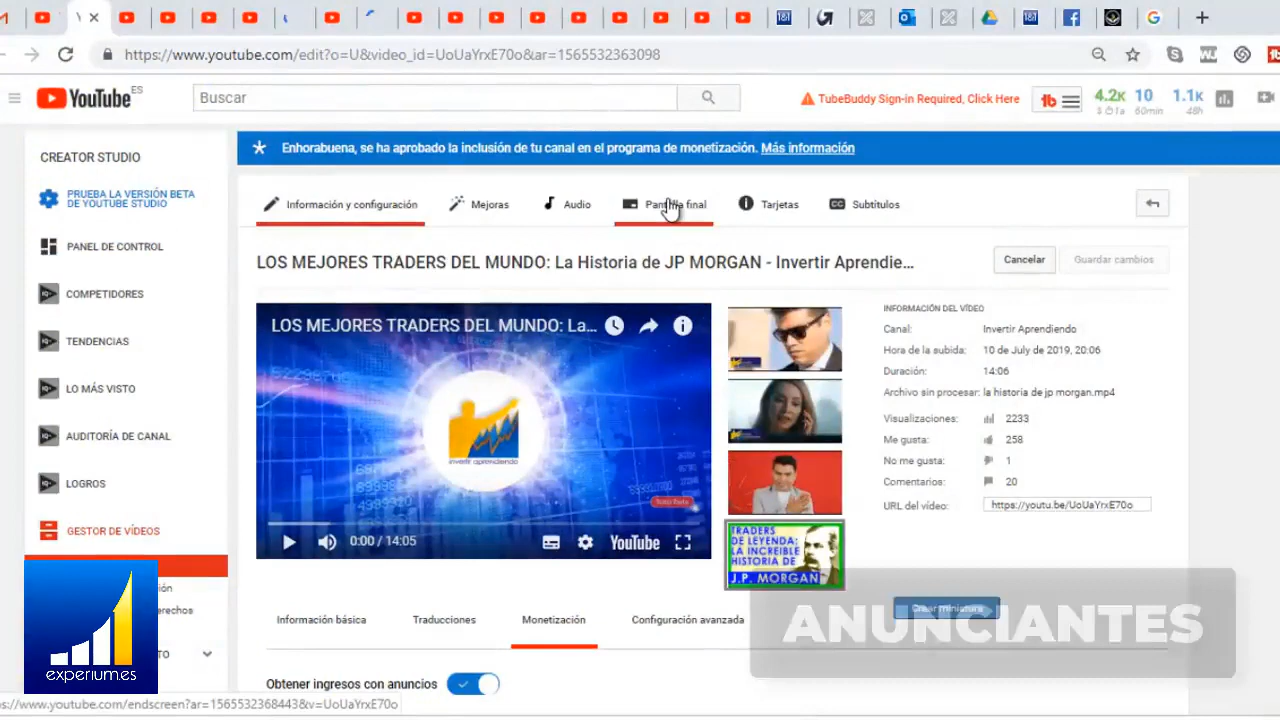 https://www.youtube.com/edit?o=U&video_id=UoUaYrxE70o&ar=1565532363098
YouTube ES
Buscar
TubeBuddy Sign-in Required, Click Here
4.2K 10 1.1K
60min 48h
CREATOR STUDIO
PRUEBA LA VERSIÓN BETA
DE YOUTUBE STUDIO
PANEL DE CONTROL
COMPETIDORES
TENDENCIAS
LO MÁS VISTO
AUDITORÍA DE CANAL
LOGROS
GESTOR DE VÍDEOS
experium.es
Enhorabuena, se ha aprobado la inclusión de tu canal en el programa de monetización. Más información
Información y configuración
Mejoras
Audio
Pantalla final
Tarjetas
Subtítulos
LOS MEJORES TRADERS DEL MUNDO: La Historia de JP MORGAN - Invertir Aprendie...
Cancelar
Guardar cambios
LOS MEJORES TRADERS DEL MUNDO: La...
invertir aprendiendo
0:00 / 14:05
YouTube
TRADERS
DE LEYENDA:
LA INCREIBLE
HISTORIA DE
J.P. MORGAN
INFORMACIÓN DEL VÍDEO
Canal: Invertir Aprendiendo
Hora de la subida: 10 de July de 2019, 20:06
Duración: 14:06
Archivo sin procesar: la historia de jp morgan.mp4
Visualizaciones: 2233
Me gusta: 258
No me gusta: 1
Comentarios: 20
URL del vídeo: https://youtu.be/UoUaYrxE70o
Crear miniatura
ANUNCIANTES
Información básica
Traducciones
Monetización
Configuración avanzada
Obtener ingresos con anuncios
s://www.youtube.com/endscreen?ar=1565532368443&v=UoUaYrxE70o